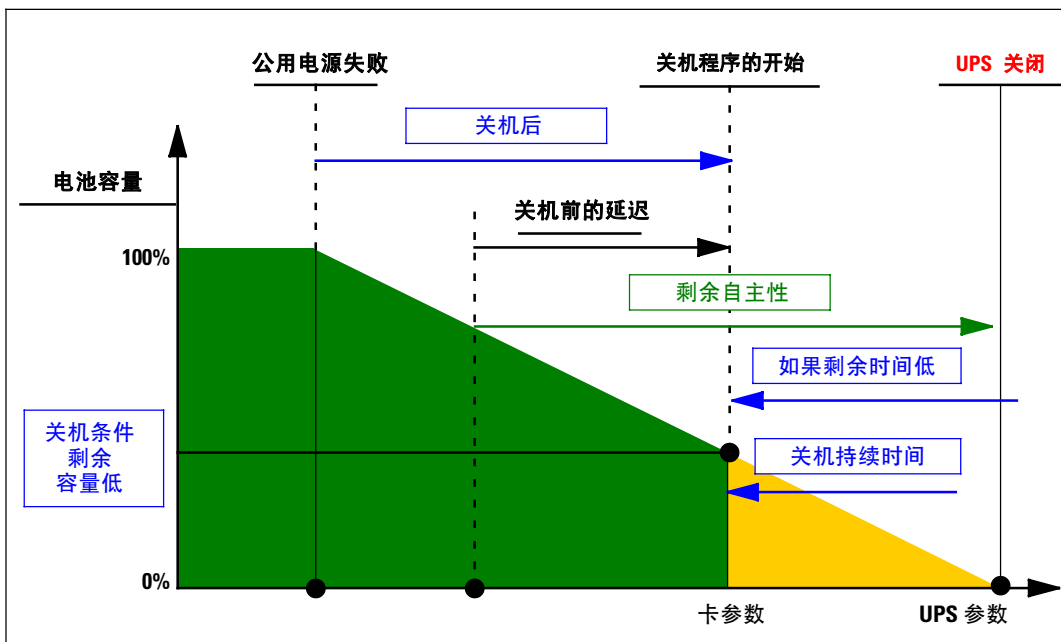 公用电源失败
关机程序的开始
UPS 关闭
关机后
电池容量
关机前的延迟
100%
剩余自主性
如果剩余时间低
关机条件
剩余
容量低
关机持续时间
0%
卡参数
UPS 参数